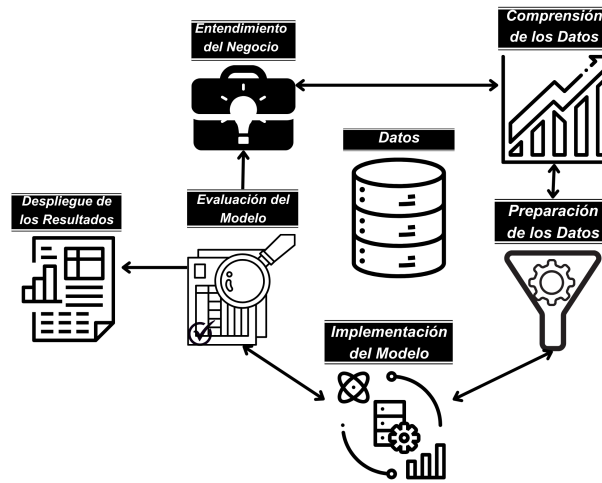 Entendimiento
del Negocio
Comprensión
de los Datos
Datos
Despliegue de
los Resultados
Evaluación del
Modelo
Preparación
de los Datos
Implementación
del Modelo